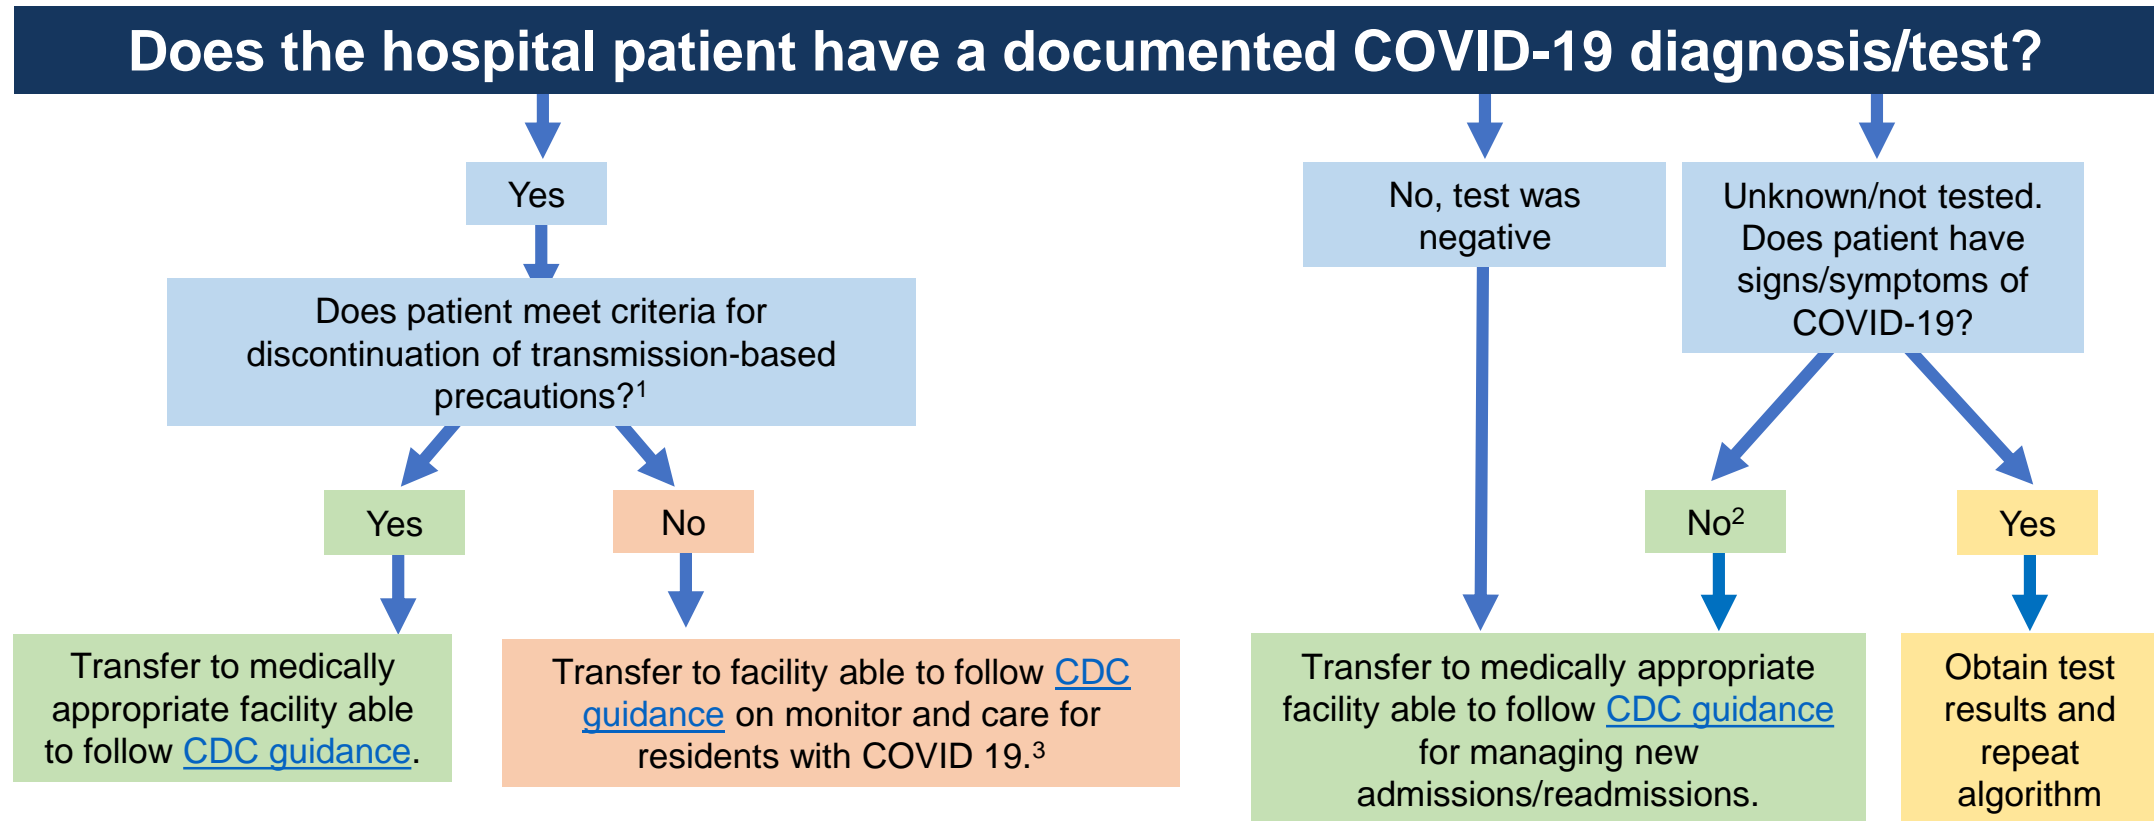 Does the hospital patient have a documented COVID-19 diagnosis/test?
Yes
Does patient meet criteria for
discontinuation of transmission-based
precautions?¹
Yes
No
Transfer to medically
appropriate facility able
to follow CDC guidance.
Transfer to facility able to follow CDC
guidance on monitor and care for
residents with COVID 19.³
No, test was
negative
Unknown/not tested.
Does patient have
signs/symptoms of
COVID-19?
No²
Yes
Transfer to medically appropriate
facility able to follow CDC guidance
for managing new
admissions/readmissions.
Obtain test
results and
repeat
algorithm